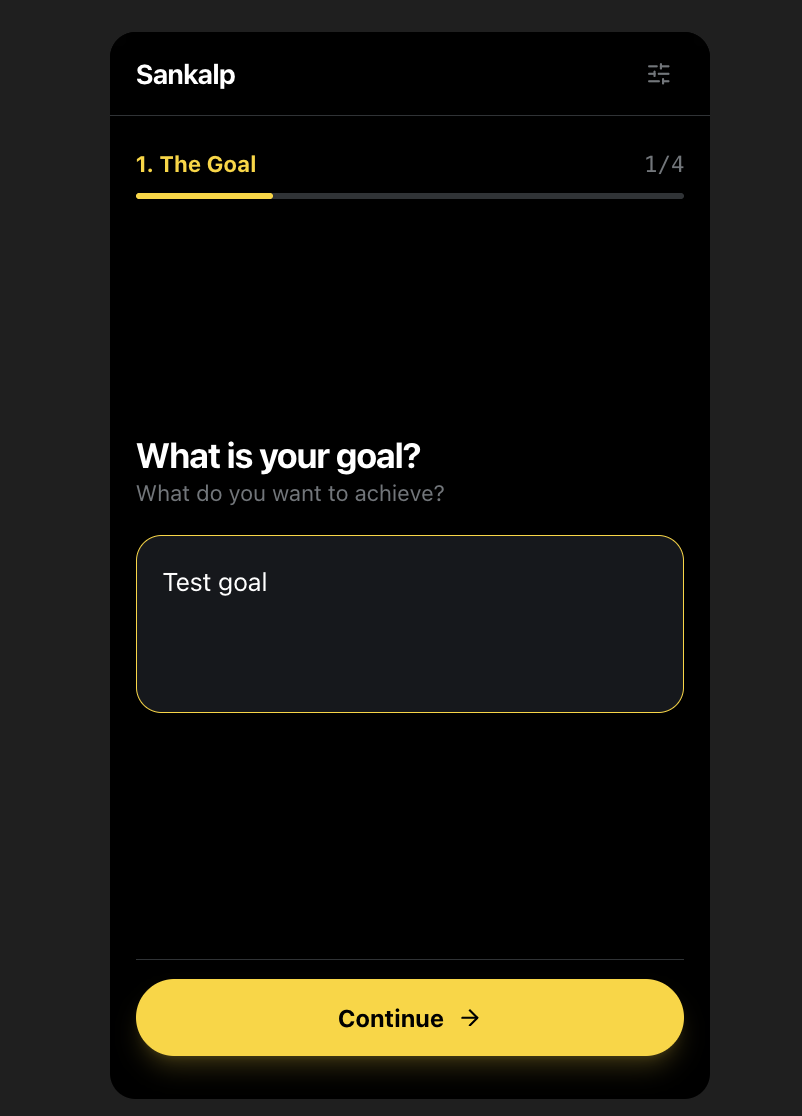 Sankalp
1. The Goal
1/4
What is your goal?
What do you want to achieve?
Test goal
Continue